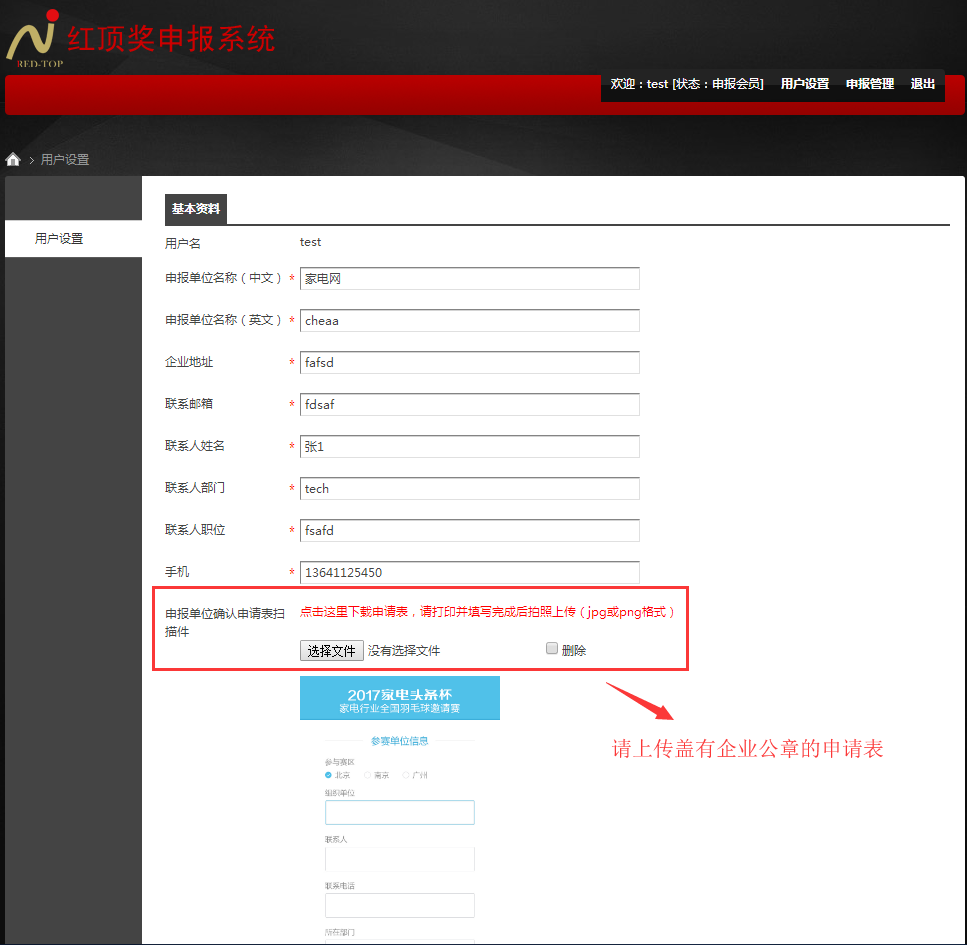 红顶奖申报系统
RED-TOP
欢迎：test [状态：申报会员] 用户设置 申报管理 退出
用户设置
用户设置
基本资料
用户名 test
申报单位名称（中文） * 家电网
申报单位名称（英文） * cheaa
企业地址 * fafsd
联系邮箱 * fdsaf
联系人姓名 * 张1
联系人部门 * tech
联系人职位 * fsafd
手机 * 13641125450
申报单位确认申请表扫描件
点击这里下载申请表，请打印并填写完成后拍照上传（jpg或png格式）
选择文件 没有选择文件 删除
2017家电头条杯
家电行业全国羽毛球邀请赛
请上传盖有企业公章的申请表
参赛单位信息
参与赛区
北京 南京 广州
组织单位
联系人
联系电话
所在部门